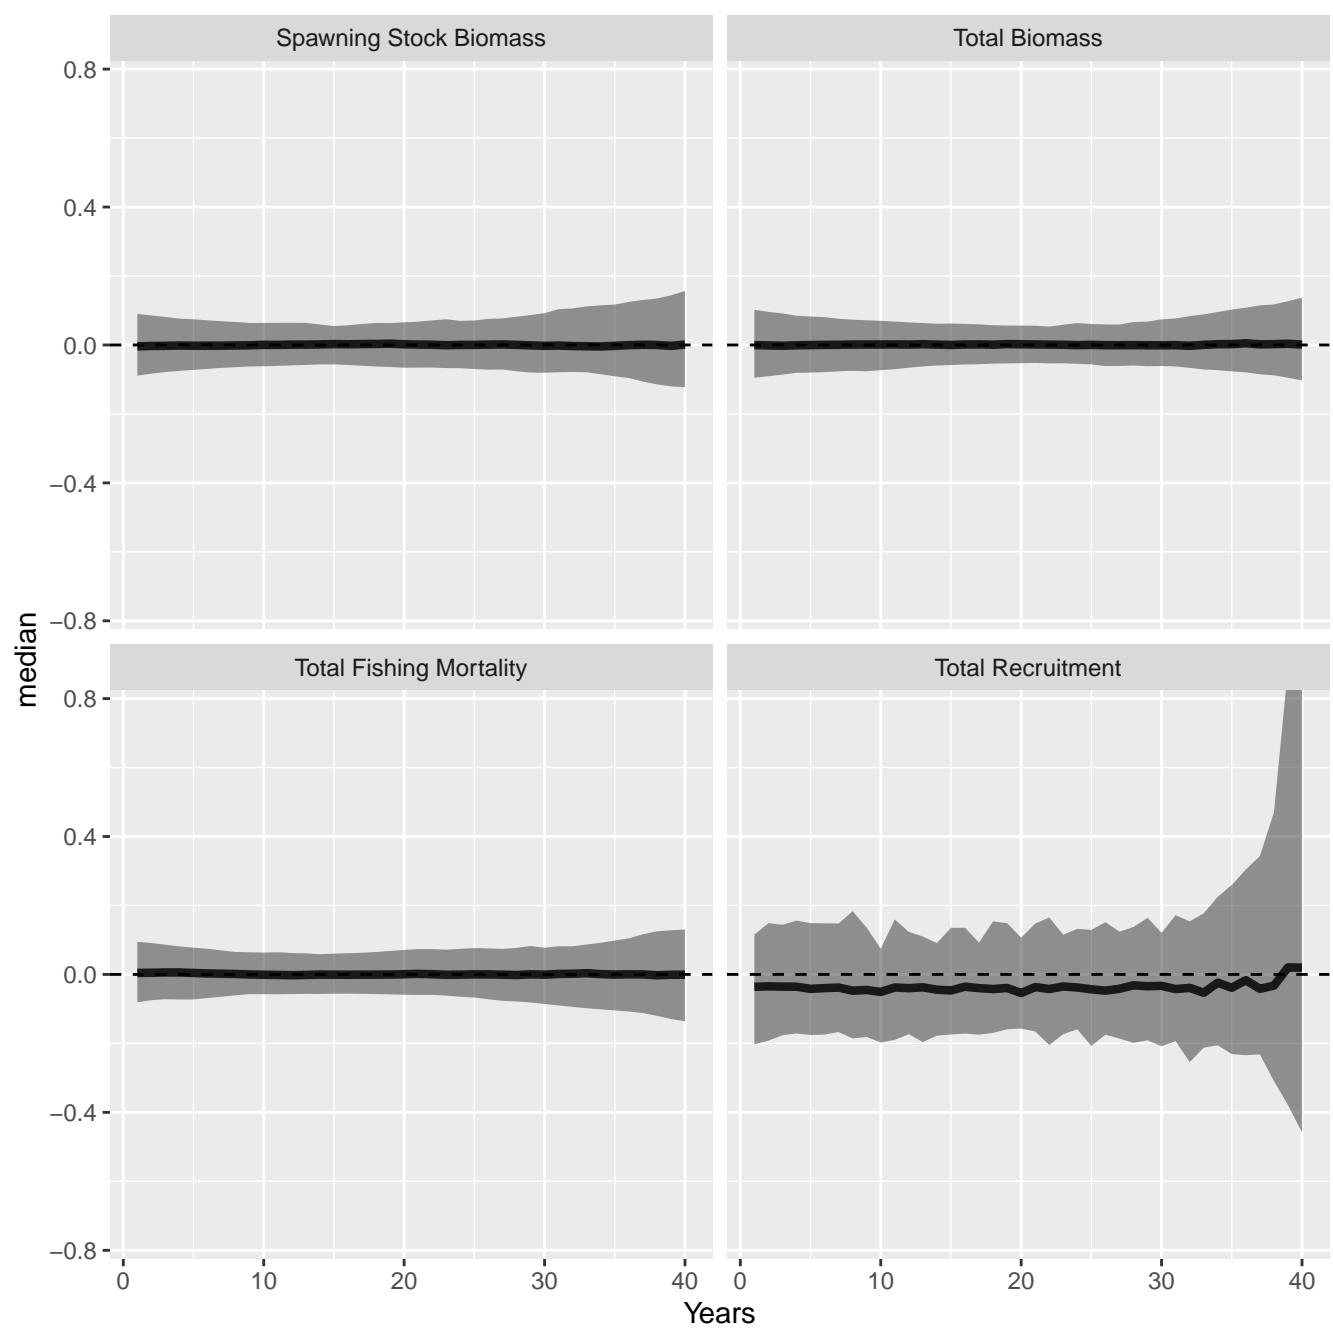 Spawning Stock Biomass
Total Biomass
0.8
0.4
0.0
−0.4
−0.8
median
Total Fishing Mortality
Total Recruitment
0.8
0.4
0.0
−0.4
−0.8
0 10 20 30 40
0 10 20 30 40
Years